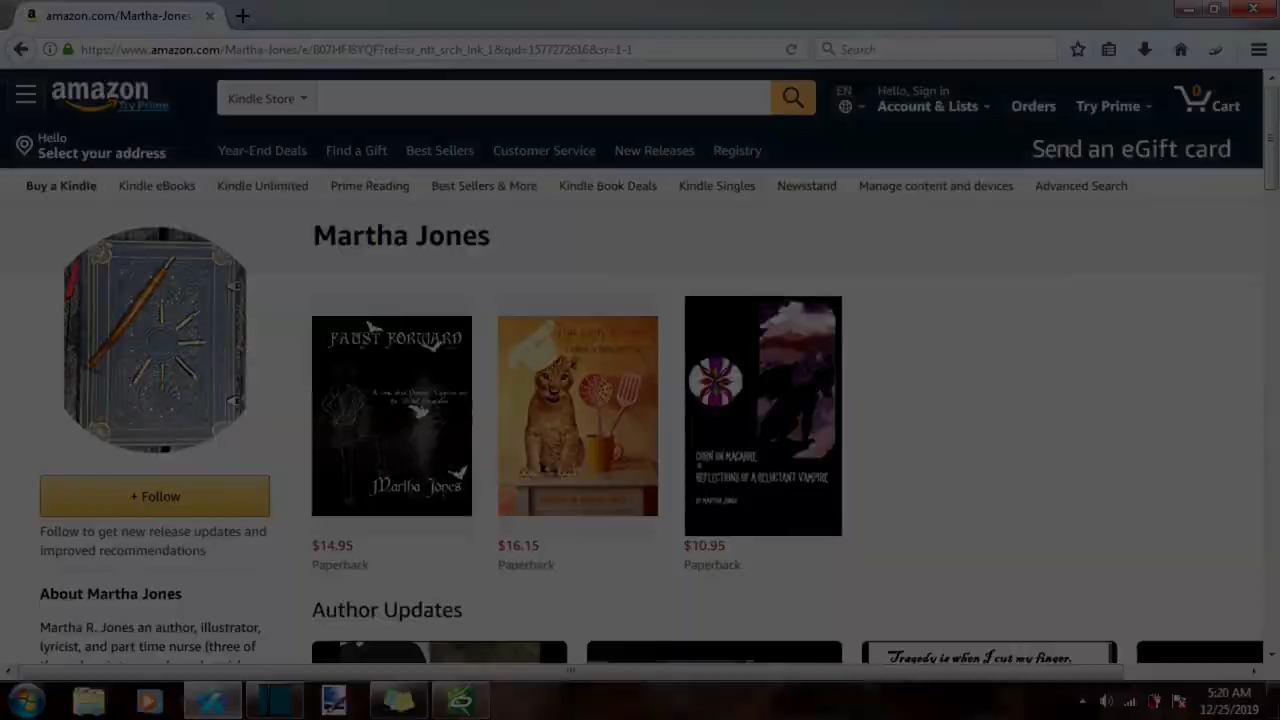 amazon.com/Martha-Jones
https://www.amazon.com/Martha-Jones/e/B07HFJ8YQF?ref=sr_ntt_srch_lnk_1&qid=1577272616&sr=1-1
Search
amazon
Try Prime
Kindle Store
EN
Hello, Sign in
Account & Lists
Orders
Try Prime
0
Cart
Hello
Select your address
Year-End Deals
Find a Gift
Best Sellers
Customer Service
New Releases
Registry
Send an eGift card
Buy a Kindle
Kindle eBooks
Kindle Unlimited
Prime Reading
Best Sellers & More
Kindle Book Deals
Kindle Singles
Newsstand
Manage content and devices
Advanced Search
Martha Jones
FAUST FORWARD
Martha Jones
REFLECTIONS OF A RELUCTANT VAMPIRE
BY MARTHA JONES
$14.95
Paperback
$16.15
Paperback
$10.95
Paperback
+ Follow
Follow to get new release updates and
improved recommendations
About Martha Jones
Martha R. Jones an author, illustrator,
lyricist, and part time nurse (three of
Author Updates
Tragedy is when I cut my finger.
5:20 AM
12/25/2019